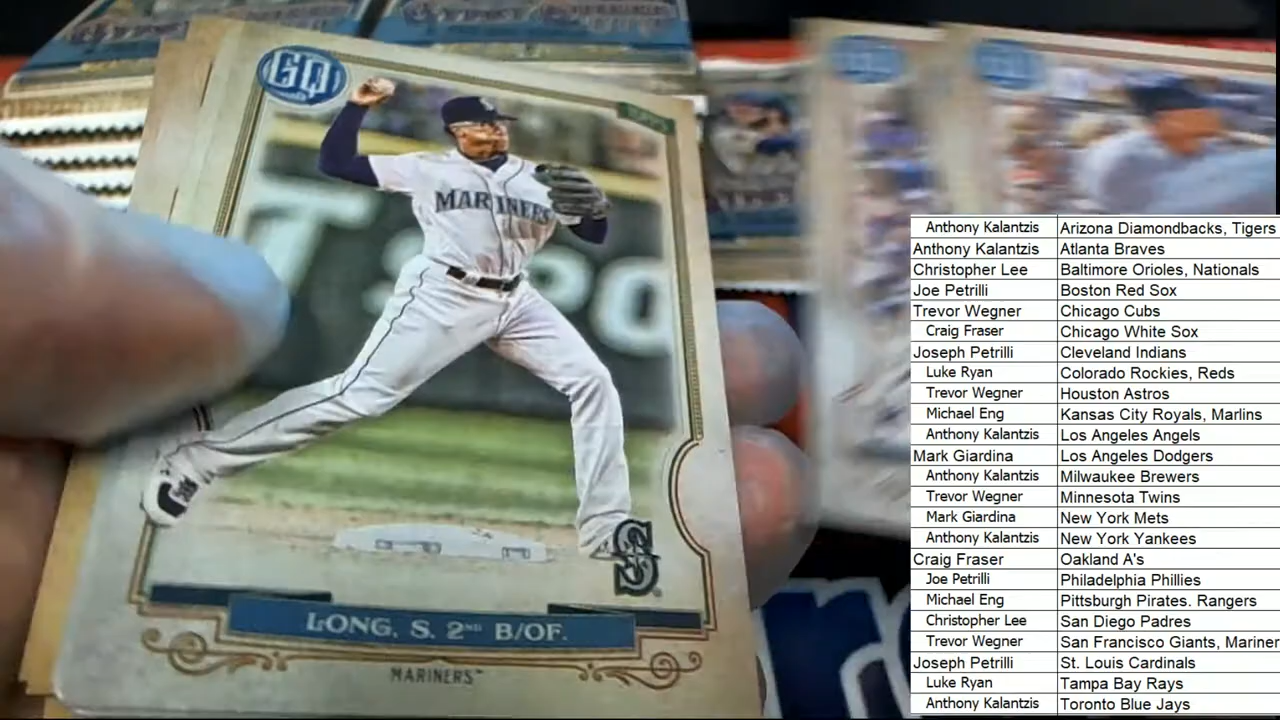 GQ
MARINERS
T SPO
S
LONG, S. 2ND B/OF.
MARINERS™
Anthony Kalantzis Arizona Diamondbacks, Tigers
Anthony Kalantzis Atlanta Braves
Christopher Lee Baltimore Orioles, Nationals
Joe Petrilli Boston Red Sox
Trevor Wegner Chicago Cubs
Craig Fraser Chicago White Sox
Joseph Petrilli Cleveland Indians
Luke Ryan Colorado Rockies, Reds
Trevor Wegner Houston Astros
Michael Eng Kansas City Royals, Marlins
Anthony Kalantzis Los Angeles Angels
Mark Giardina Los Angeles Dodgers
Anthony Kalantzis Milwaukee Brewers
Trevor Wegner Minnesota Twins
Mark Giardina New York Mets
Anthony Kalantzis New York Yankees
Craig Fraser Oakland A's
Joe Petrilli Philadelphia Phillies
Michael Eng Pittsburgh Pirates. Rangers
Christopher Lee San Diego Padres
Trevor Wegner San Francisco Giants, Mariner
Joseph Petrilli St. Louis Cardinals
Luke Ryan Tampa Bay Rays
Anthony Kalantzis Toronto Blue Jays